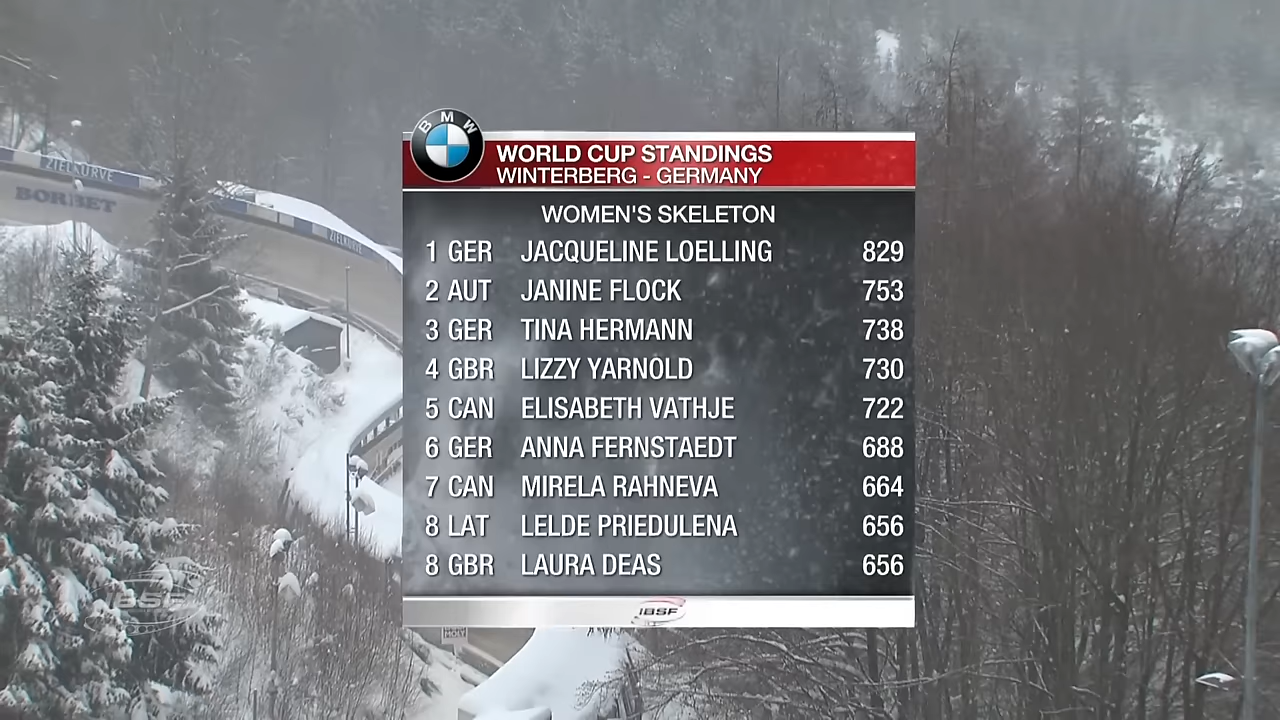 BMW
WORLD CUP STANDINGS
WINTERBERG - GERMANY
WOMEN'S SKELETON
1 GER JACQUELINE LOELLING 829
2 AUT JANINE FLOCK 753
3 GER TINA HERMANN 738
4 GBR LIZZY YARNOLD 730
5 CAN ELISABETH VATHJE 722
6 GER ANNA FERNSTAEDT 688
7 CAN MIRELA RAHNEVA 664
8 LAT LELDE PRIEDULENA 656
8 GBR LAURA DEAS 656
IBSF
ZIELKURVE
BORBET
ZIELKURVE
IBSF
MOLY